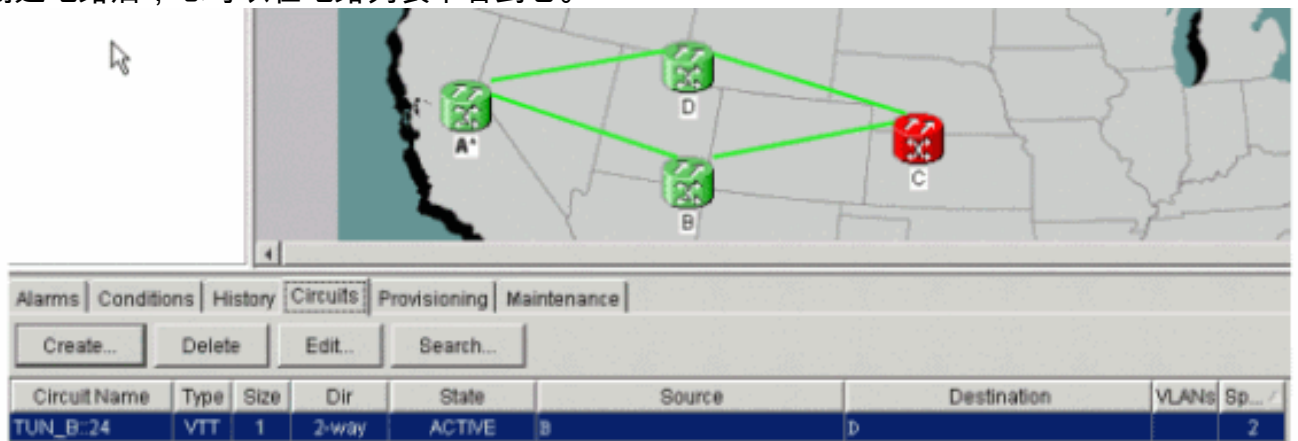 D
A*
C
B
Alarms Conditions History Circuits Provisioning Maintenance
Create... Delete Edit... Search...
Circuit Name Type Size Dir State Source Destination VLANs Sp...
TUN_B::24 VTT 1 2-way ACTIVE B D 2